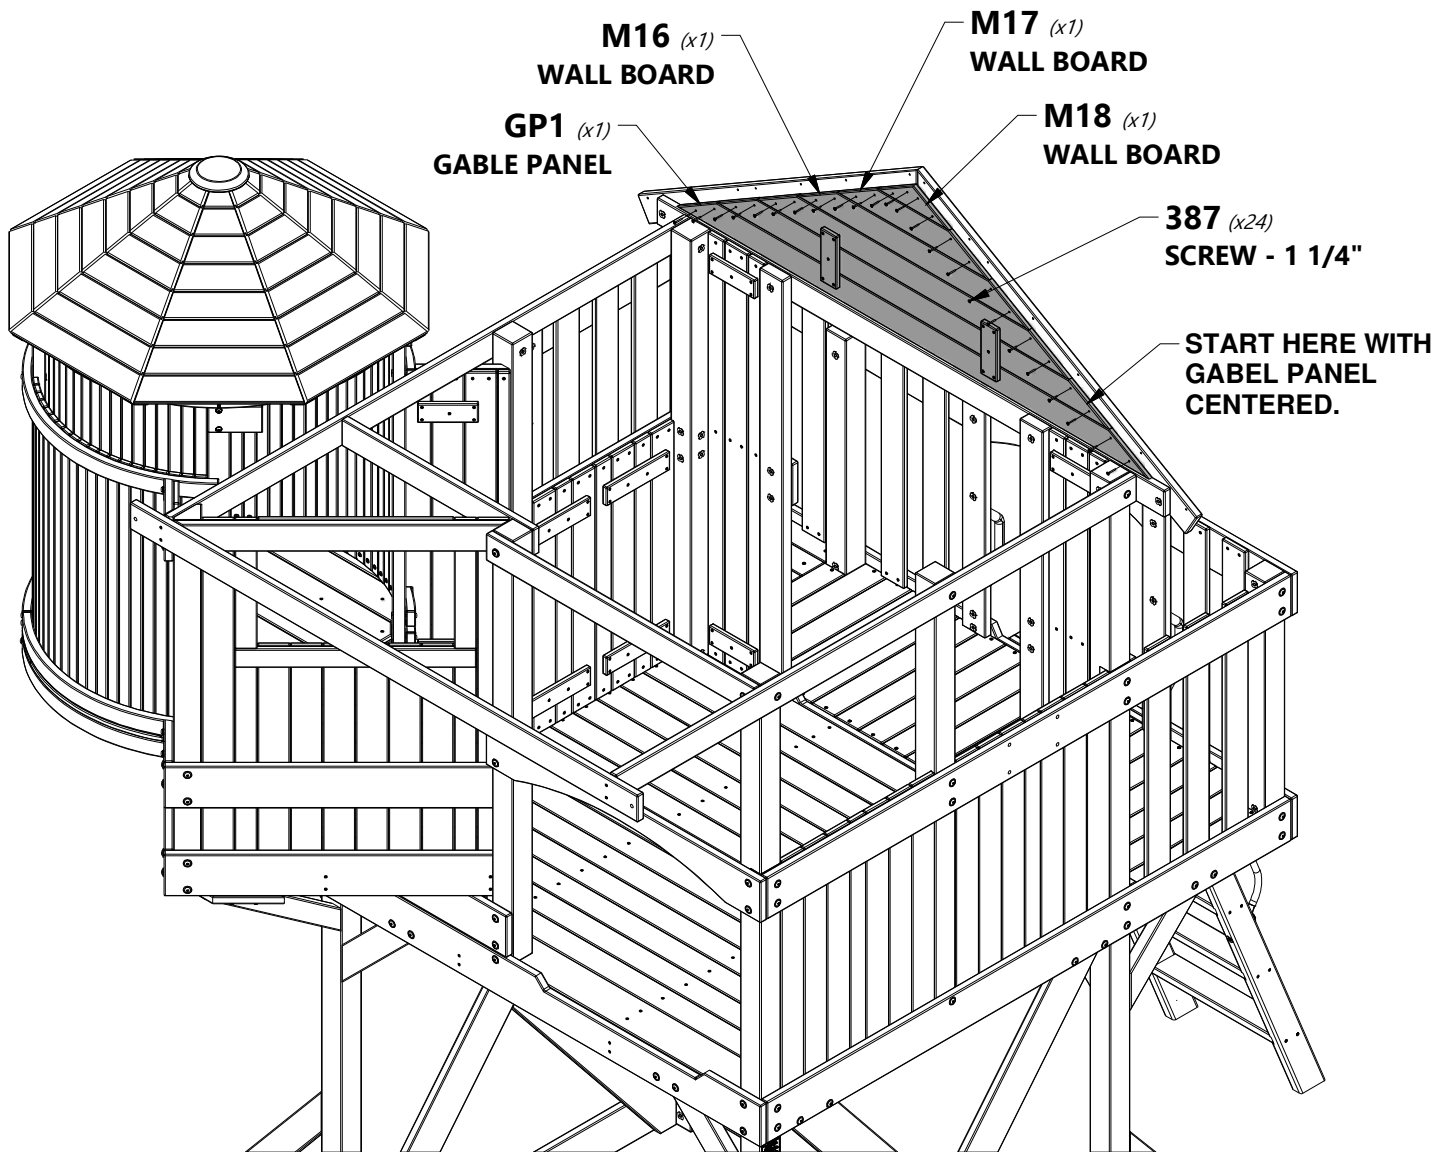 M16 (x1)
WALL BOARD
M17 (x1)
WALL BOARD
GP1 (x1)
GABLE PANEL
M18 (x1)
WALL BOARD
387 (x24)
SCREW - 1 1/4"
START HERE WITH
GABEL PANEL
CENTERED.